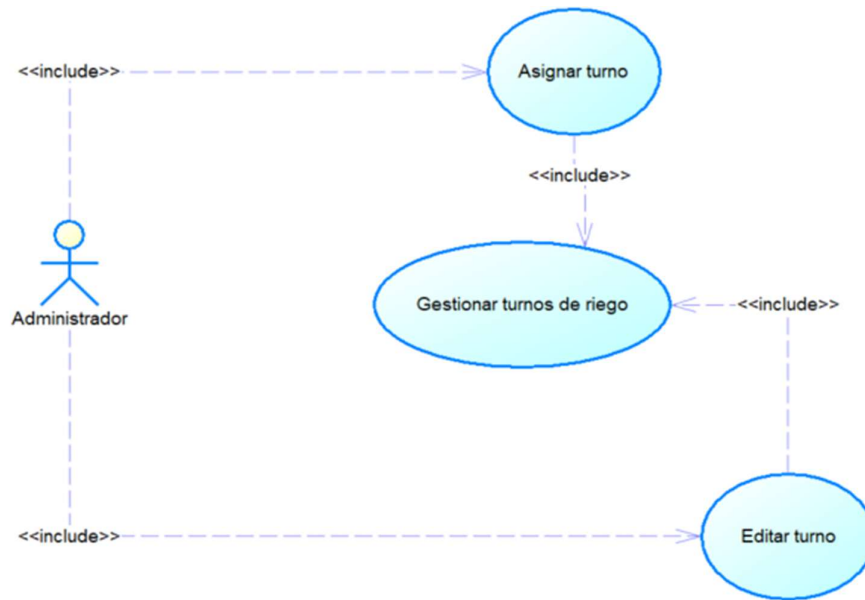 <<include>>
Asignar turno
<<include>>
Administrador
Gestionar turnos de riego
<<include>>
<<include>>
Editar turno